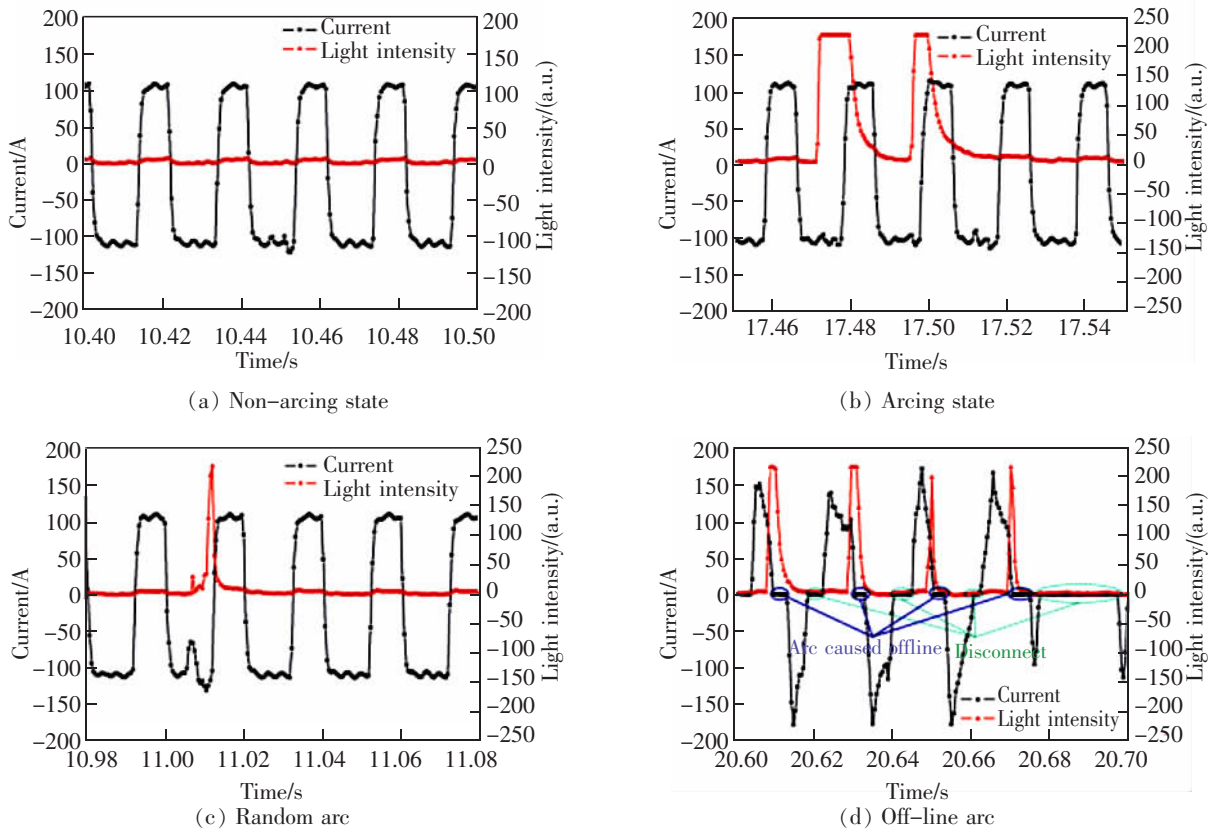 200
150
100
50
0
-50
-100
-150
-200
Current/A
Current
Light intensity
200
150
100
50
0
-50
-100
-150
-200
Light intensity/(a.u.)
10.40 10.42 10.44 10.46 10.48 10.50
Time/s
(a) Non-arcing state
200
150
100
50
0
-50
-100
-150
-200
Current/A
Current
Light intensity
250
200
150
100
50
0
-50
-100
-150
-200
-250
Light intensity/(a.u.)
17.46 17.48 17.50 17.52 17.54
Time/s
(b) Arcing state
200
150
100
50
0
-50
-100
-150
-200
Current/A
Current
Light intensity
250
200
150
100
50
0
-50
-100
-150
-200
-250
Light intensity/(a.u.)
10.98 11.00 11.04 11.06 11.08
Time/s
(c) Random arc
200
150
100
50
0
-50
-100
-150
-200
Current/A
Arc caused offline
Disconnect
Current
Light intensity
250
200
150
100
50
0
-50
-100
-150
-200
-250
Light intensity/(a.u.)
20.60 20.62 20.64 20.66 20.68 20.70
Time/s
(d) Off-line arc